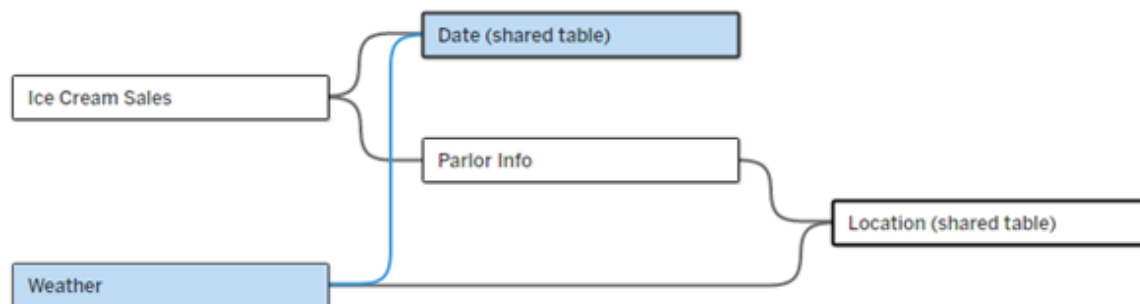 Date (shared table)
Ice Cream Sales
Parlor Info
Location (shared table)
Weather